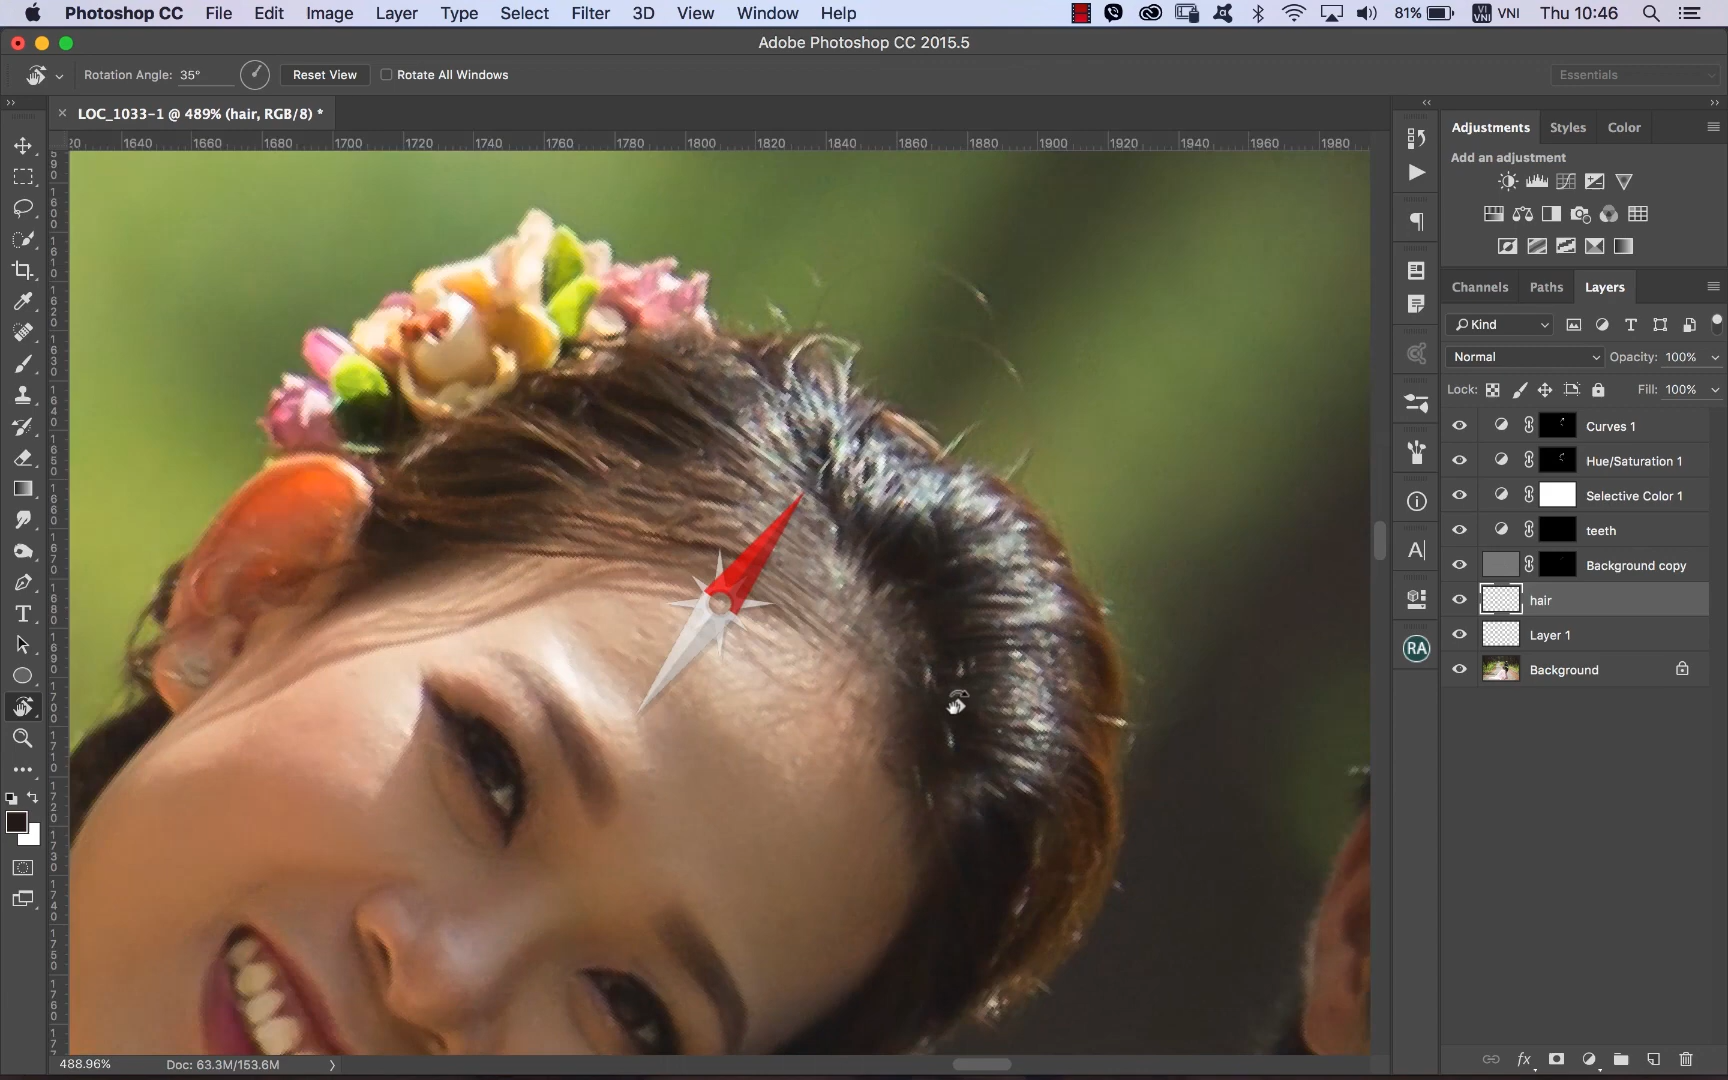 Photoshop CC File Edit Image Layer Type Select Filter 3D View Window Help 81% VI VNI VNI Thu 10:46
Adobe Photoshop CC 2015.5
Rotation Angle: 35° Reset View Rotate All Windows Essentials
× LOC_1033-1 @ 489% (hair, RGB/8) *
20 1640 1660 1680 1700 1720 1740 1760 1780 1800 1820 1840 1860 1880 1900 1920 1940 1960 1980
Adjustments Styles Color
Add an adjustment
Channels Paths Layers
Kind
Normal Opacity: 100%
Lock: Fill: 100%
Curves 1
Hue/Saturation 1
Selective Color 1
teeth
Background copy
hair
Layer 1
Background
RA
488.96% Doc: 63.3M/153.6M